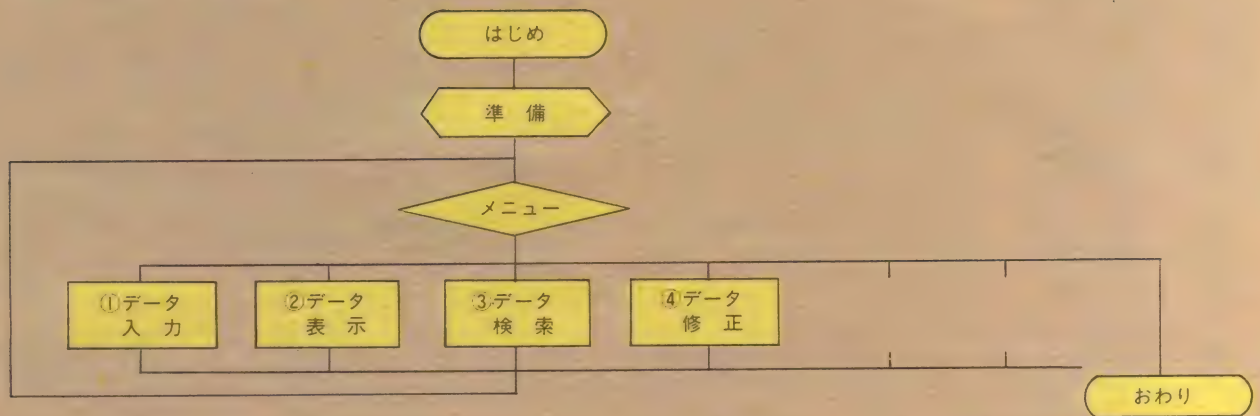 はじめ
準 備
メニュー
①データ
入 力
②データ
表 示
③データ
検 索
④データ
修 正
おわり